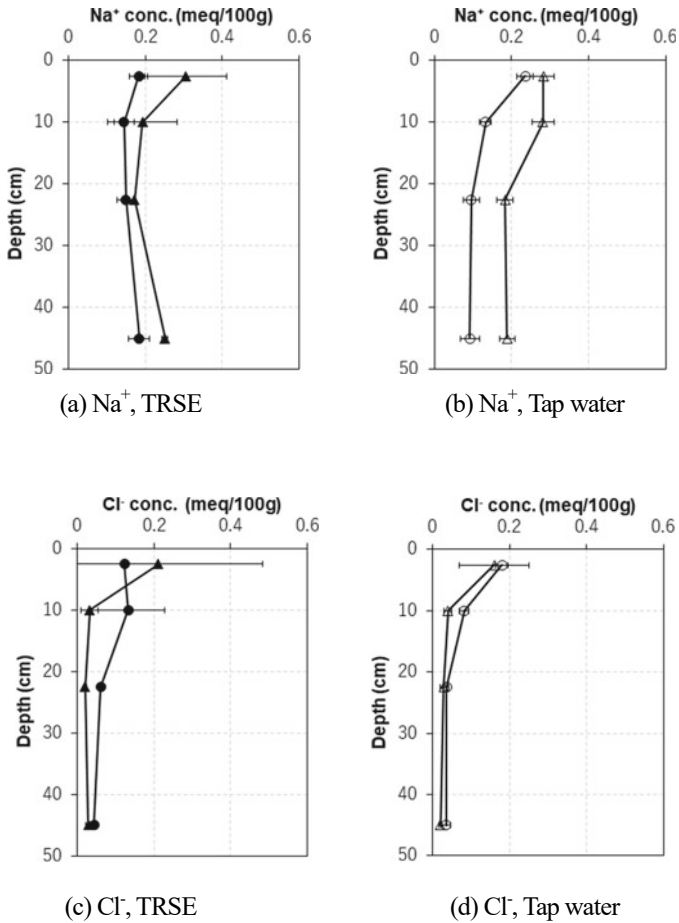 Na⁺ conc. (meq/100g)
0 0.2 0.4 0.6
0
10
20
30
40
50
Depth (cm)
(a) Na⁺, TRSE
Na⁺ conc. (meq/100g)
0 0.2 0.4 0.6
0
10
20
30
40
50
Depth (cm)
(b) Na⁺, Tap water
Cl⁻ conc. (meq/100g)
0 0.2 0.4 0.6
0
10
20
30
40
50
Depth (cm)
(c) Cl⁻, TRSE
Cl⁻ conc. (meq/100g)
0 0.2 0.4 0.6
0
10
20
30
40
50
Depth (cm)
(d) Cl⁻, Tap water